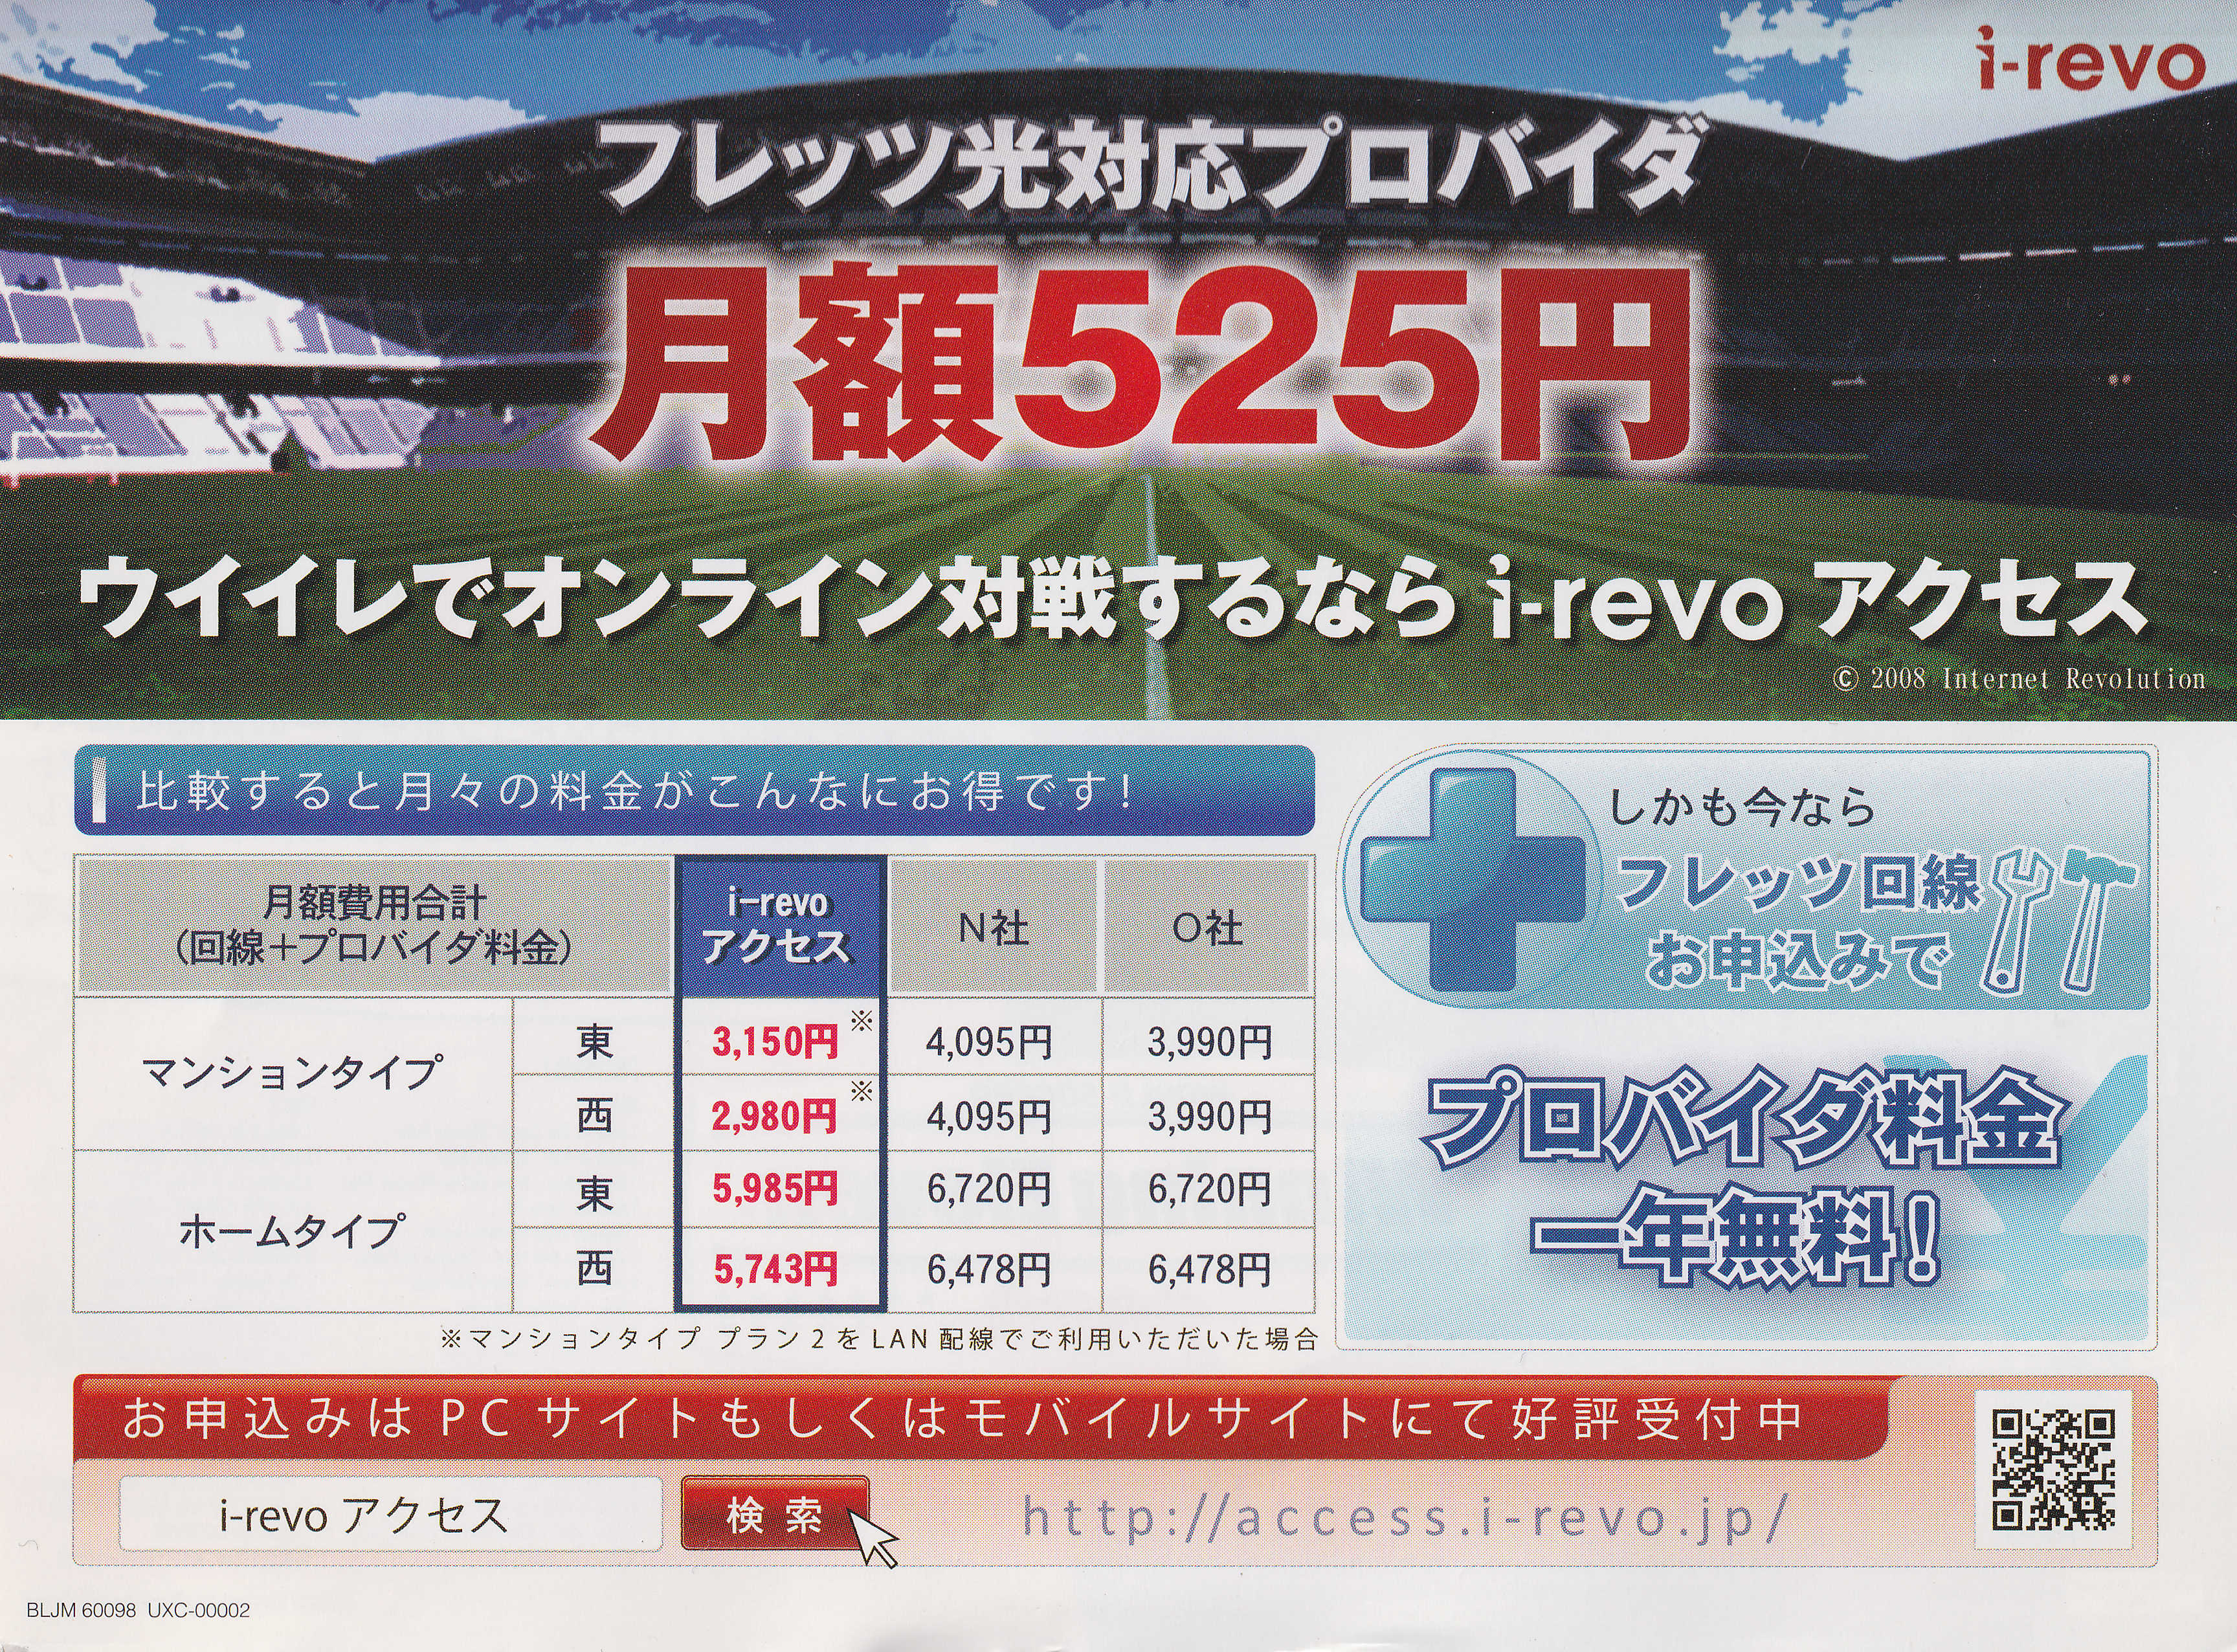 i-revo
フレッツ光対応プロバイダ
月額525円
ウイイレでオンライン対戦するなら i-revo アクセス
© 2008 Internet Revolution
比較すると月々の料金がこんなにお得です!
月額費用合計
(回線+プロバイダ料金)
i-revo
アクセス
N社
O社
マンションタイプ
東
3,150円※
4,095円
3,990円
西
2,980円※
4,095円
3,990円
ホームタイプ
東
5,985円
6,720円
6,720円
西
5,743円
6,478円
6,478円
※マンションタイプ プラン2をLAN配線でご利用いただいた場合
しかも今なら
フレッツ回線
お申込みで
プロバイダ料金
一年無料!
お申込みはPCサイトもしくはモバイルサイトにて好評受付中
i-revo アクセス
検索
http://access.i-revo.jp/
BLJM 60098 UXC-00002